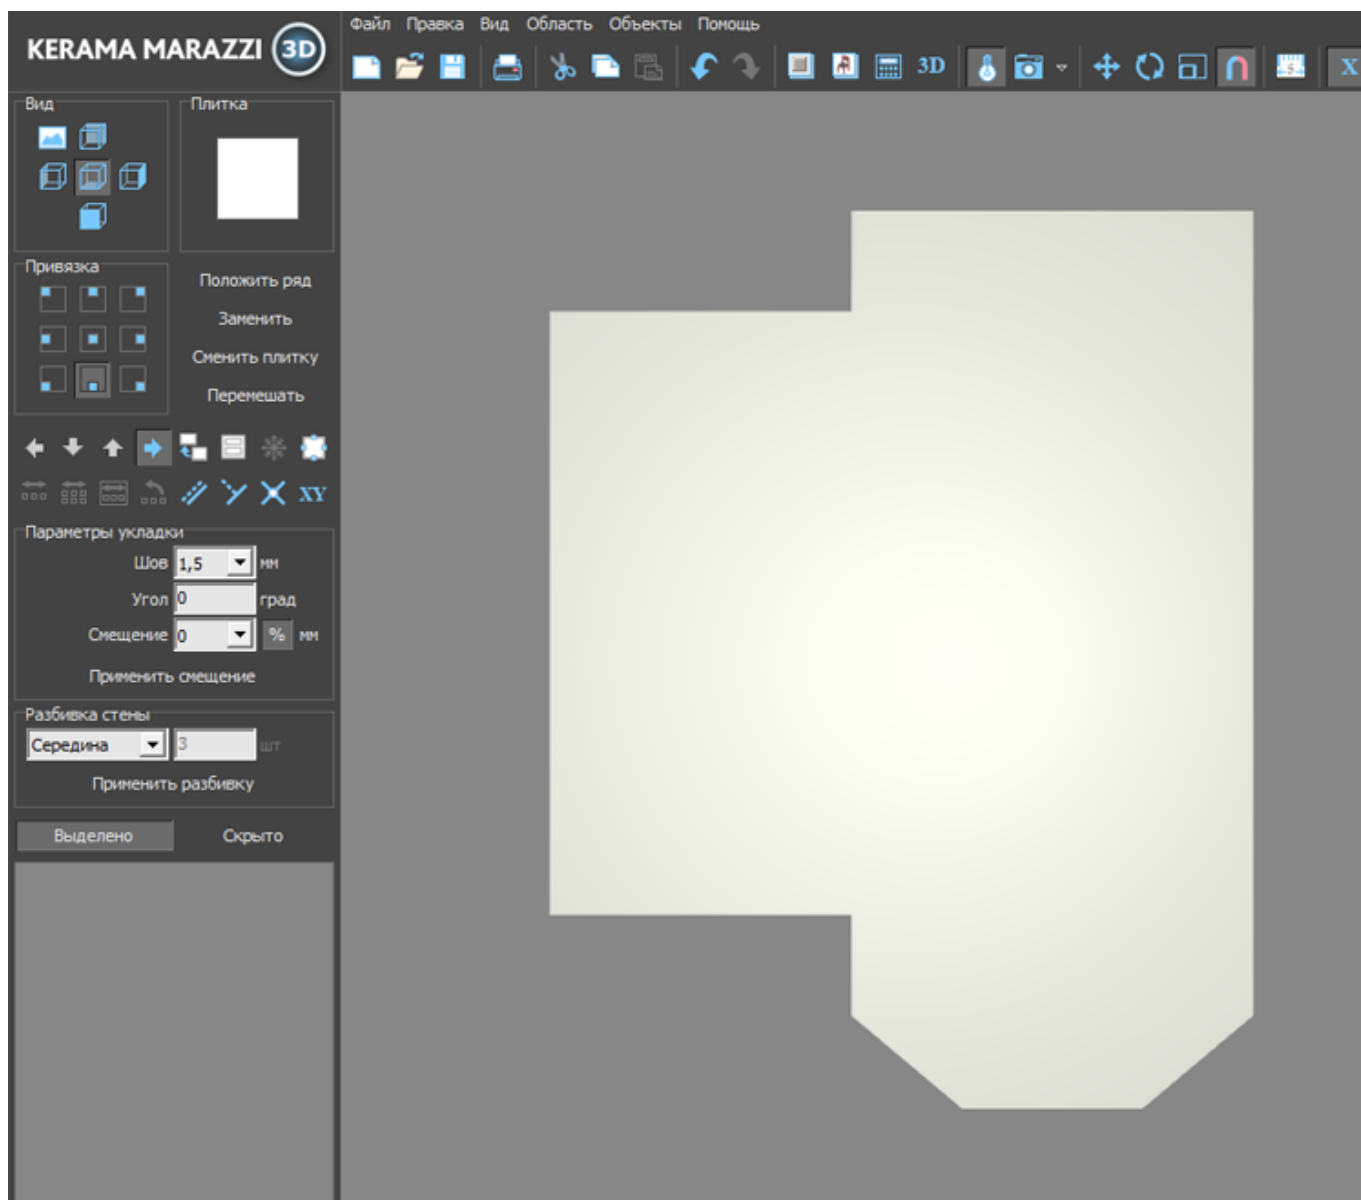 KERAMA MARAZZI 3D
Файл Правка Вид Область Объекты Помощь
3D
5
X
Вид
Плитка
Привязка
Положить ряд
Заменить
Сменить плитку
Перемешать
XY
Параметры укладки
Шов 1,5 мм
Угол 0 град
Смещение 0 % мм
Применить смещение
Разбивка стены
Середина 3 шт
Применить разбивку
Выделено Скрыто